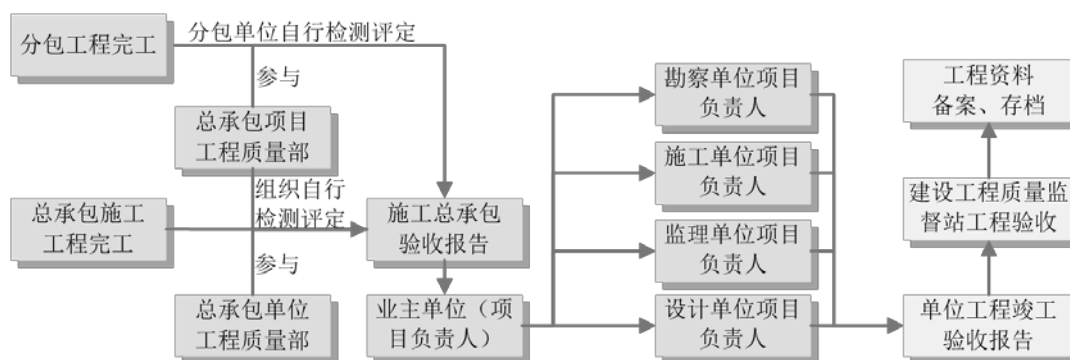 分包工程完工
分包单位自行检测评定
参与
总承包项目
工程质量部
组织自行
检测评定
总承包施工
工程完工
参与
总承包单位
工程质量部
施工总承包
验收报告
业主单位（项
目负责人）
勘察单位项目
负责人
施工单位项目
负责人
监理单位项目
负责人
设计单位项目
负责人
工程资料
备案、存档
建设工程质量监
督站工程验收
单位工程竣工
验收报告